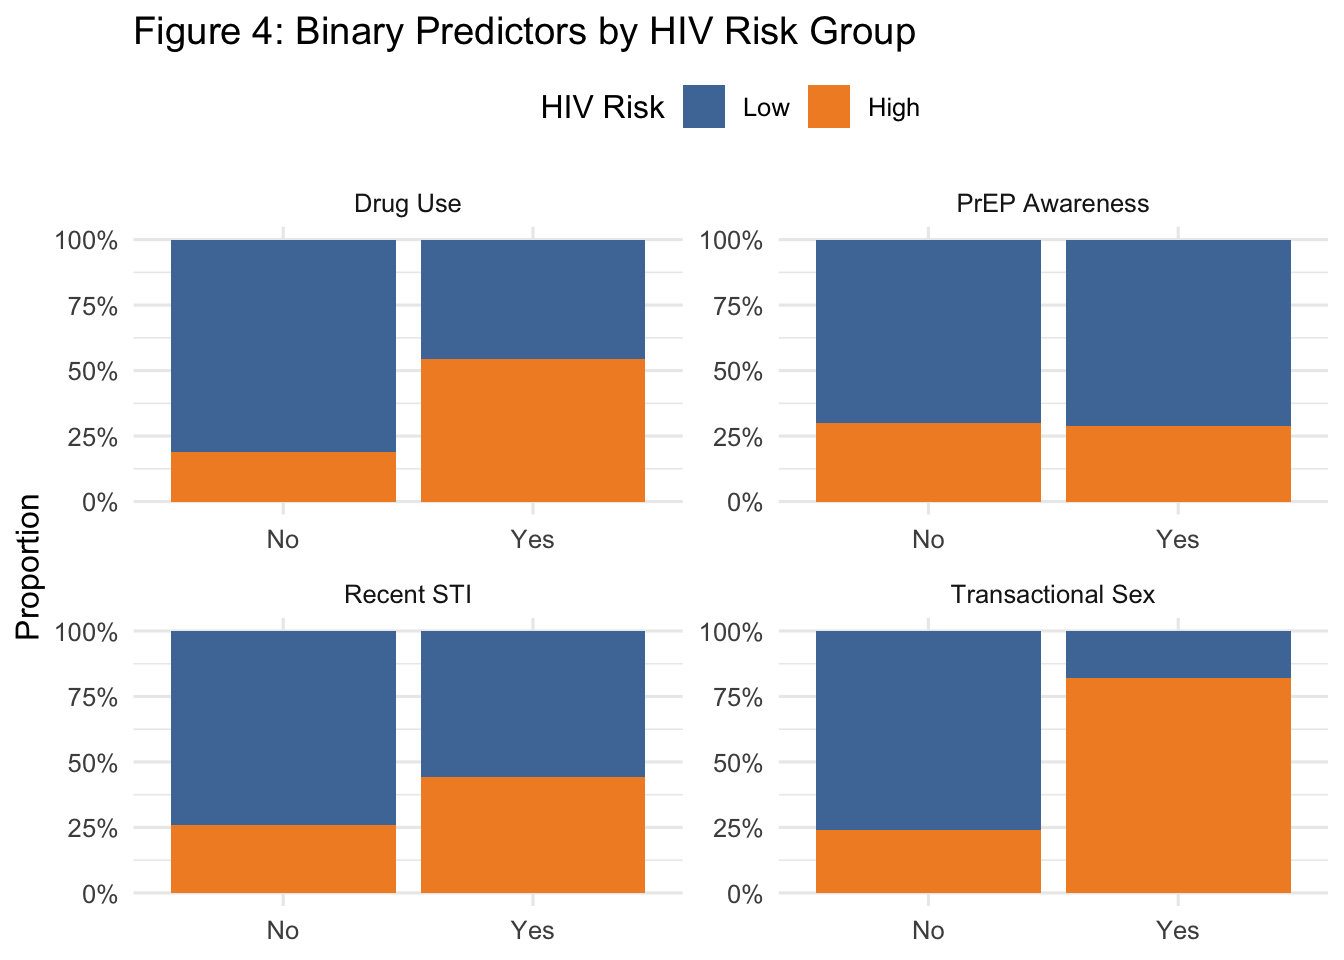 Figure 4: Binary Predictors by HIV Risk Group
HIV Risk Low High
Drug Use
PrEP Awareness
100%
75%
50%
25%
0%
No Yes
100%
75%
50%
25%
0%
No Yes
Proportion
Recent STI
Transactional Sex
100%
75%
50%
25%
0%
No Yes
100%
75%
50%
25%
0%
No Yes